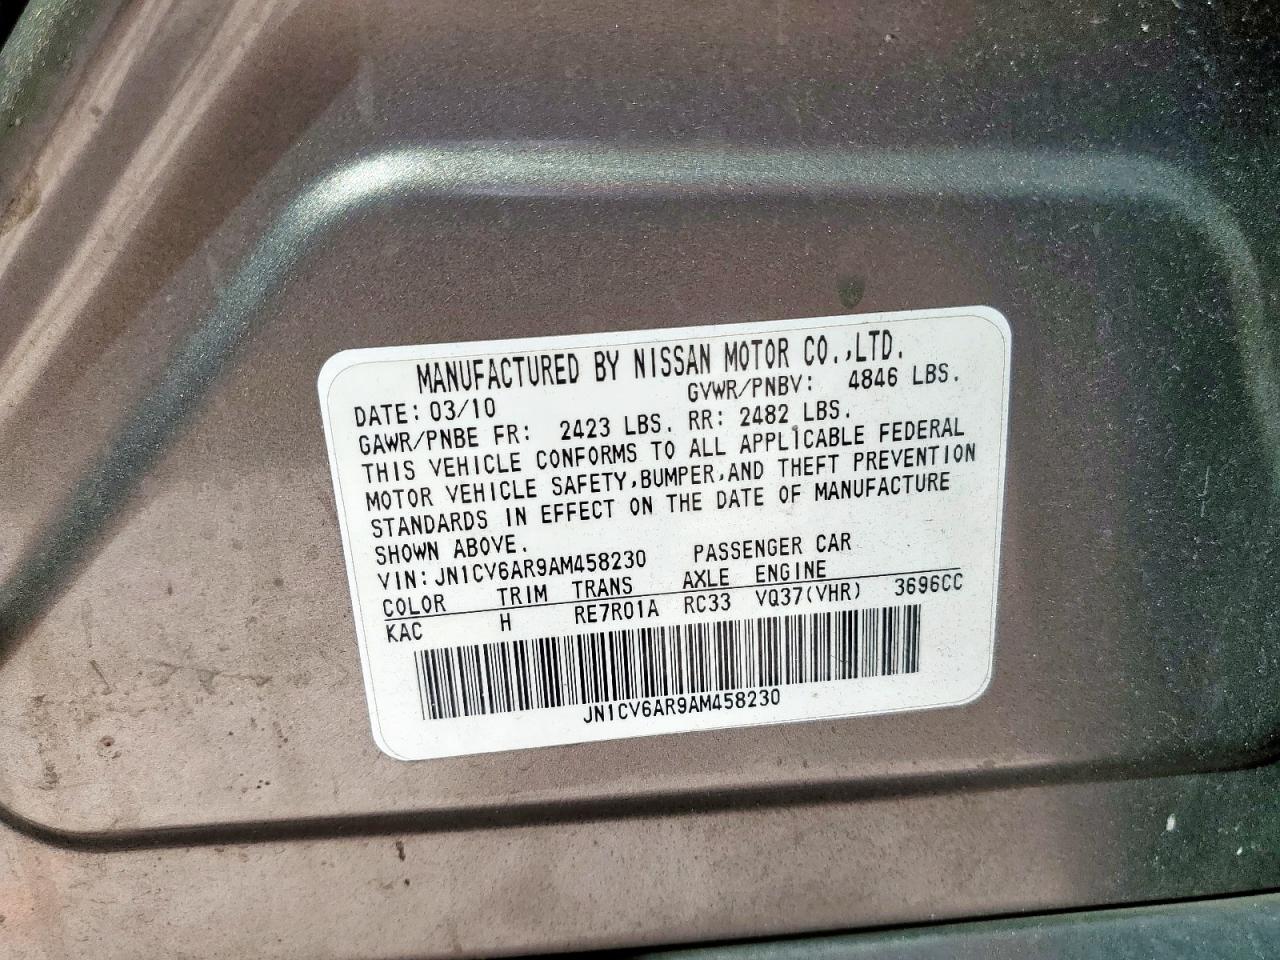 MANUFACTURED BY NISSAN MOTOR CO.,LTD.
DATE: 03/10 GVWR/PNBV: 4846 LBS.
GAWR/PNBE FR: 2423 LBS. RR: 2482 LBS.
THIS VEHICLE CONFORMS TO ALL APPLICABLE FEDERAL
MOTOR VEHICLE SAFETY,BUMPER,AND THEFT PREVENTION
STANDARDS IN EFFECT ON THE DATE OF MANUFACTURE
SHOWN ABOVE.
VIN: JN1CV6AR9AM458230 PASSENGER CAR
COLOR TRIM TRANS AXLE ENGINE
KAC H RE7R01A RC33 VQ37(VHR) 3696CC
JN1CV6AR9AM458230